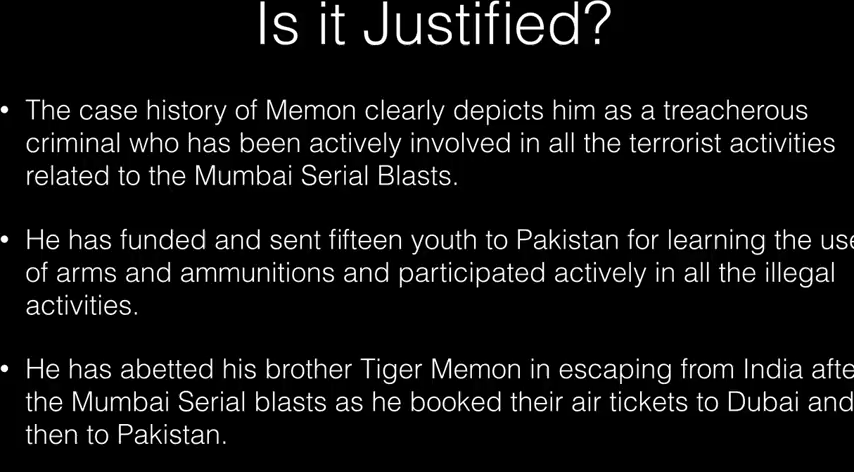 Is it Justified?
• The case history of Memon clearly depicts him as a treacherous
criminal who has been actively involved in all the terrorist activities
related to the Mumbai Serial Blasts.
• He has funded and sent fifteen youth to Pakistan for learning the use
of arms and ammunitions and participated actively in all the illegal
activities.
• He has abetted his brother Tiger Memon in escaping from India afte
the Mumbai Serial blasts as he booked their air tickets to Dubai and
then to Pakistan.